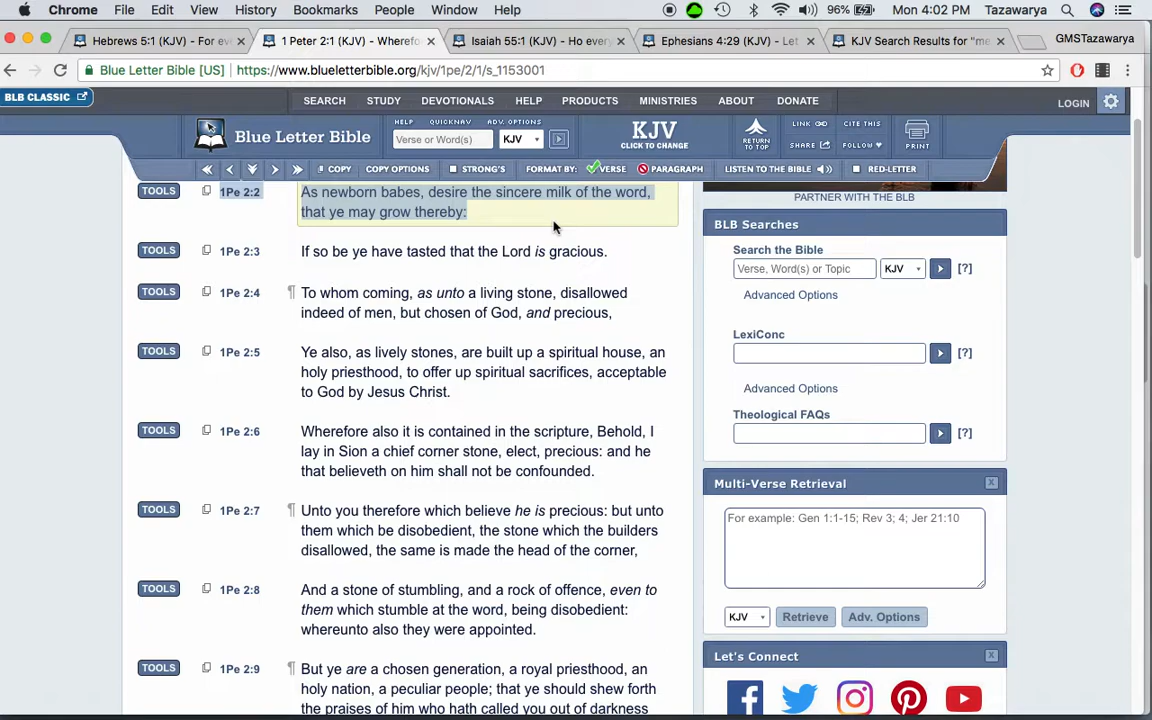 Chrome File Edit View History Bookmarks People Window Help 96% Mon 4:02 PM Tazawarya
Hebrews 5:1 (KJV) - For ev
1 Peter 2:1 (KJV) - Wherefo
Isaiah 55:1 (KJV) - Ho every
Ephesians 4:29 (KJV) - Let
KJV Search Results for "me
GMSTazawarya
Blue Letter Bible [US] https://www.blueletterbible.org/kjv/1pe/2/1/s_1153001
BLB CLASSIC
SEARCH STUDY DEVOTIONALS HELP PRODUCTS MINISTRIES ABOUT DONATE LOGIN
Blue Letter Bible
HELP QUICKNAV ADV. OPTIONS
Verse or Word(s) KJV
KJV
CLICK TO CHANGE
RETURN
TO TOP
LINK CITE THIS
SHARE FOLLOW
PRINT
COPY COPY OPTIONS STRONG'S FORMAT BY: VERSE PARAGRAPH LISTEN TO THE BIBLE RED-LETTER
TOOLS 1Pe 2:2 As newborn babes, desire the sincere milk of the word,
that ye may grow thereby:
TOOLS 1Pe 2:3 If so be ye have tasted that the Lord is gracious.
TOOLS 1Pe 2:4 ¶ To whom coming, as unto a living stone, disallowed
indeed of men, but chosen of God, and precious,
TOOLS 1Pe 2:5 Ye also, as lively stones, are built up a spiritual house, an
holy priesthood, to offer up spiritual sacrifices, acceptable
to God by Jesus Christ.
TOOLS 1Pe 2:6 Wherefore also it is contained in the scripture, Behold, I
lay in Sion a chief corner stone, elect, precious: and he
that believeth on him shall not be confounded.
TOOLS 1Pe 2:7 ¶ Unto you therefore which believe he is precious: but unto
them which be disobedient, the stone which the builders
disallowed, the same is made the head of the corner,
TOOLS 1Pe 2:8 And a stone of stumbling, and a rock of offence, even to
them which stumble at the word, being disobedient:
whereunto also they were appointed.
TOOLS 1Pe 2:9 ¶ But ye are a chosen generation, a royal priesthood, an
holy nation, a peculiar people; that ye should shew forth
the praises of him who hath called you out of darkness
PARTNER WITH THE BLB
BLB Searches
Search the Bible
Verse, Word(s) or Topic KJV [?]
Advanced Options
LexiConc
[?]
Advanced Options
Theological FAQs
[?]
Multi-Verse Retrieval x
For example: Gen 1:1-15; Rev 3; 4; Jer 21:10
KJV Retrieve Adv. Options
Let's Connect x